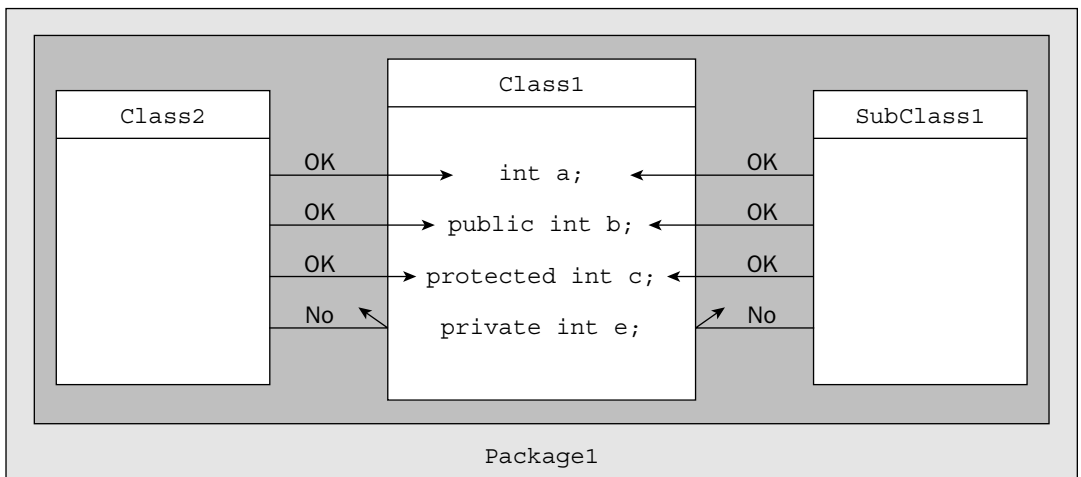 Class1
Class2
SubClass1
OK int a; OK
OK public int b; OK
OK protected int c; OK
No private int e; No
Package1